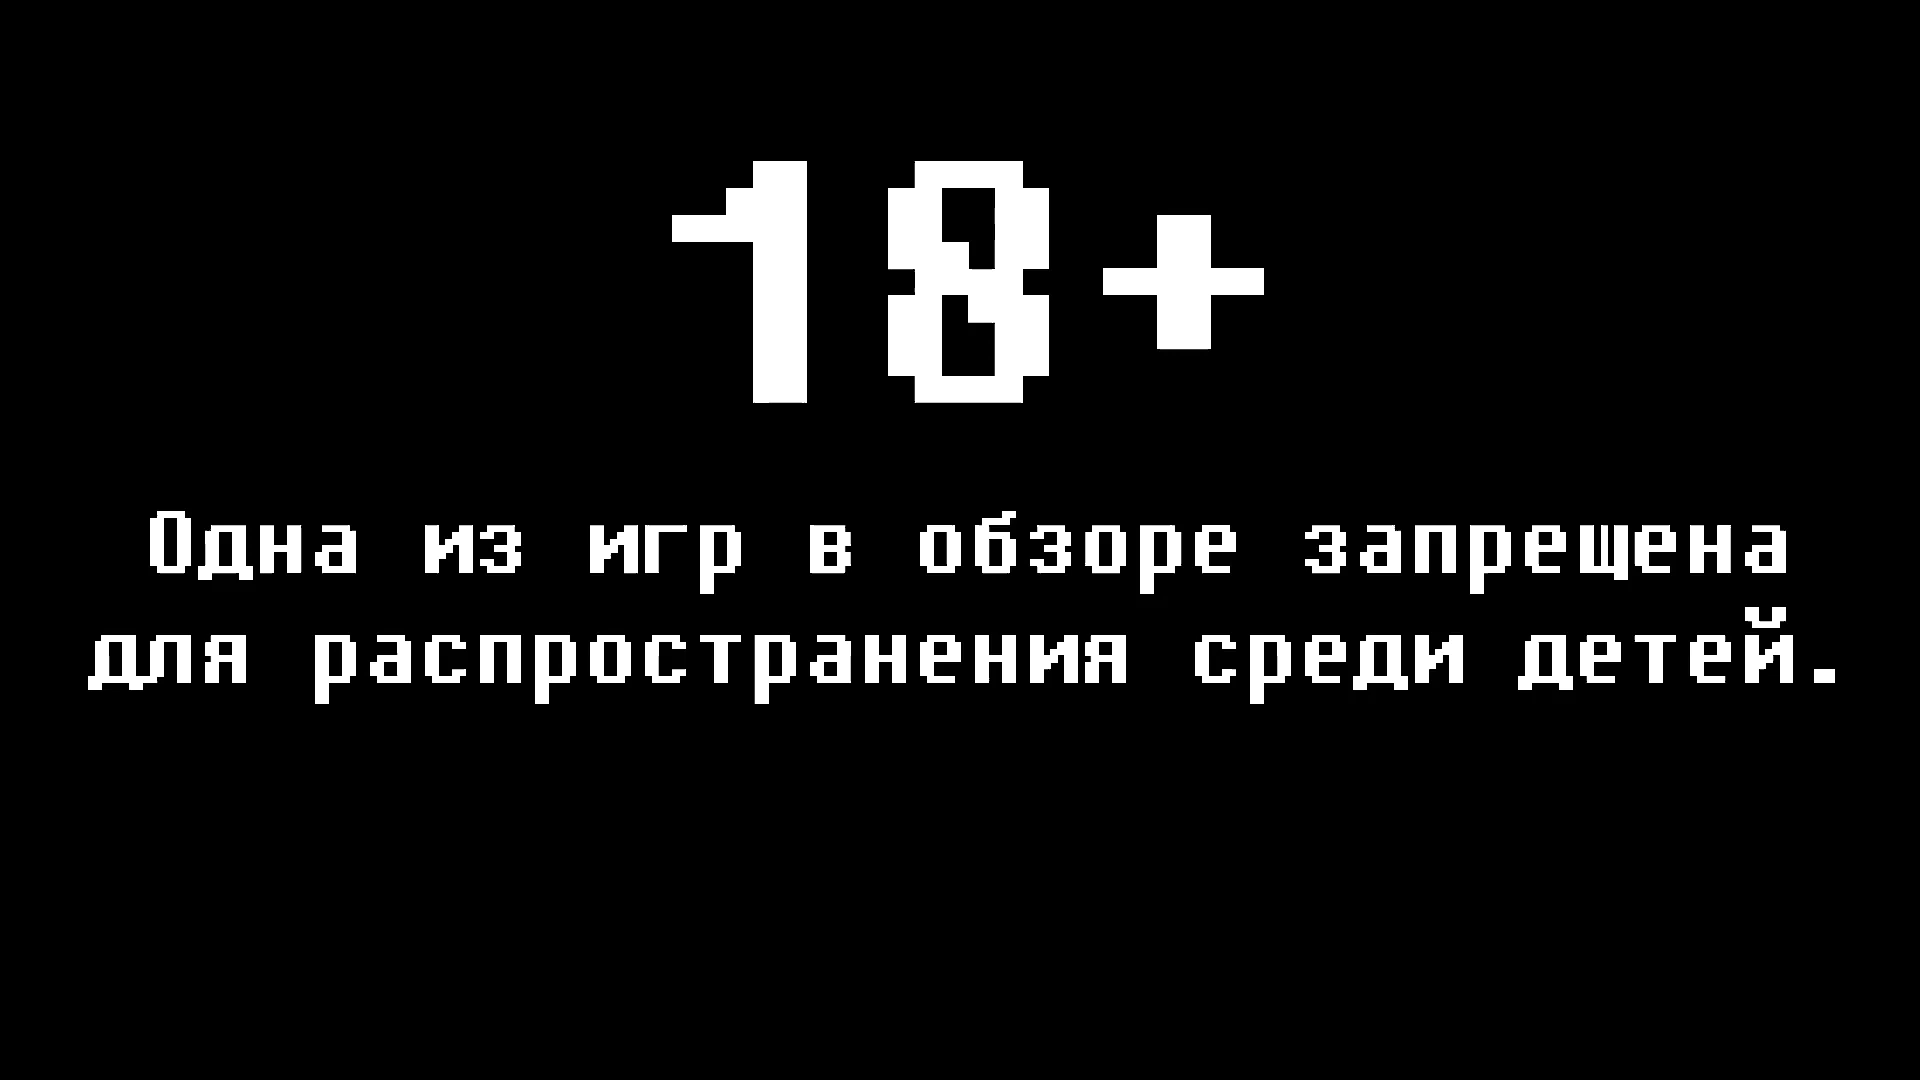 18+
Одна из игр в обзоре запрещена
для распространения среди детей.